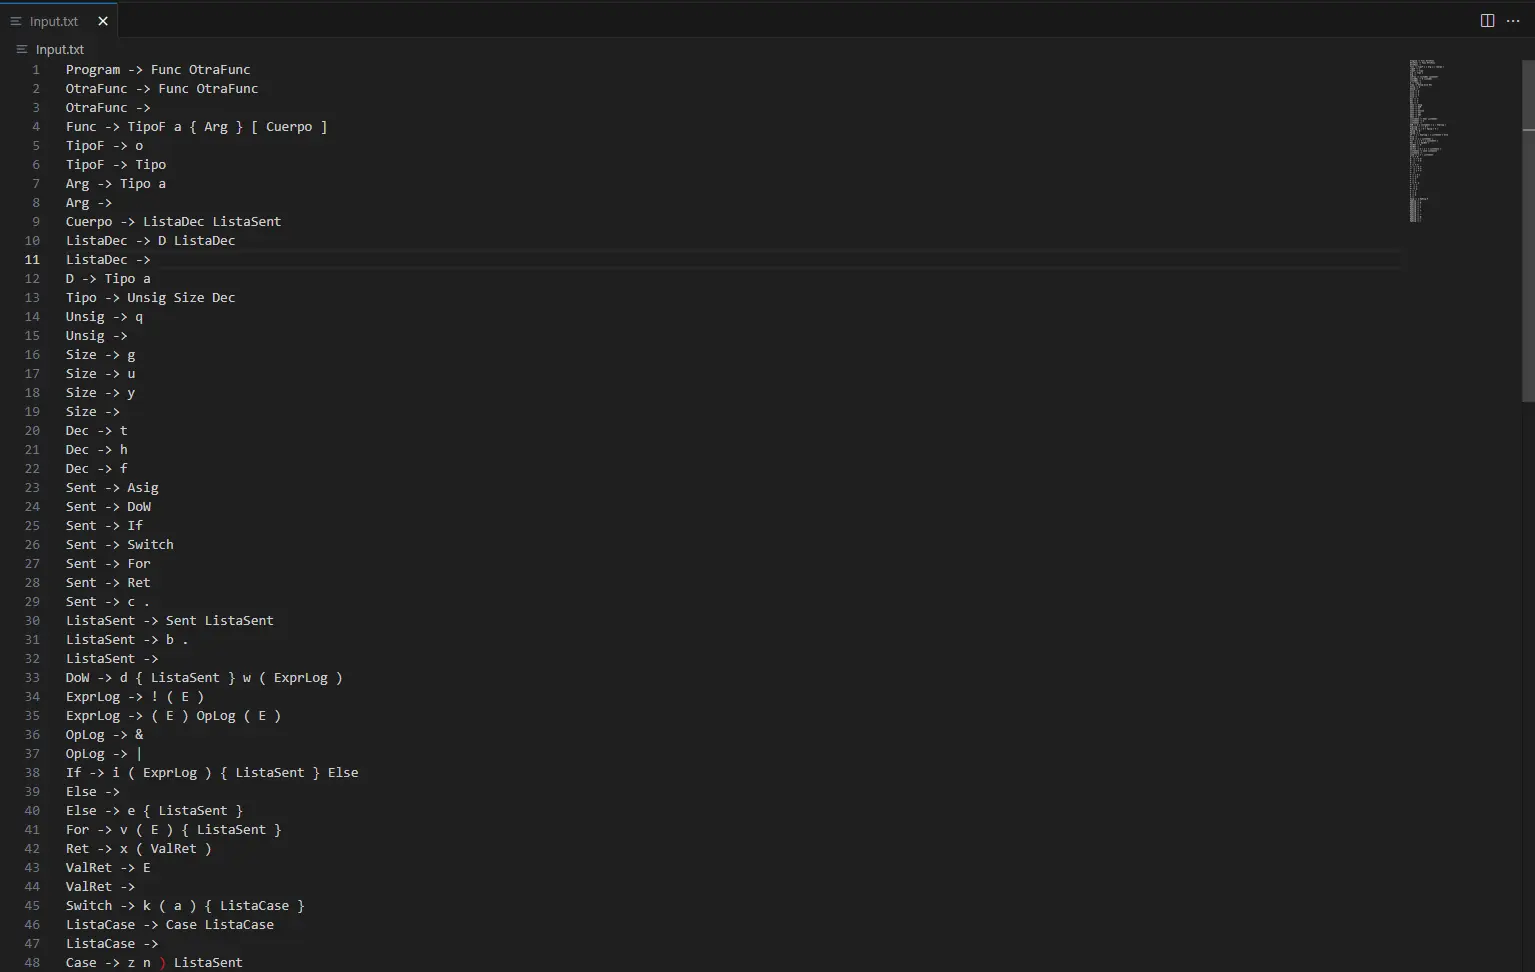 Input.txt
Input.txt
1 Program -> Func OtraFunc
2 OtraFunc -> Func OtraFunc
3 OtraFunc ->
4 Func -> TipoF a { Arg } [ Cuerpo ]
5 TipoF -> o
6 TipoF -> Tipo
7 Arg -> Tipo a
8 Arg ->
9 Cuerpo -> ListaDec ListaSent
10 ListaDec -> D ListaDec
11 ListaDec ->
12 D -> Tipo a
13 Tipo -> Unsig Size Dec
14 Unsig -> q
15 Unsig ->
16 Size -> g
17 Size -> u
18 Size -> y
19 Size ->
20 Dec -> t
21 Dec -> h
22 Dec -> f
23 Sent -> Asig
24 Sent -> DoW
25 Sent -> If
26 Sent -> Switch
27 Sent -> For
28 Sent -> Ret
29 Sent -> c .
30 ListaSent -> Sent ListaSent
31 ListaSent -> b .
32 ListaSent ->
33 DoW -> d { ListaSent } w ( ExprLog )
34 ExprLog -> ! ( E )
35 ExprLog -> ( E ) OpLog ( E )
36 OpLog -> &
37 OpLog -> |
38 If -> i ( ExprLog ) { ListaSent } Else
39 Else ->
40 Else -> e { ListaSent }
41 For -> v ( E ) { ListaSent }
42 Ret -> x ( ValRet )
43 ValRet -> E
44 ValRet ->
45 Switch -> k ( a ) { ListaCase }
46 ListaCase -> Case ListaCase
47 ListaCase ->
48 Case -> z n ) ListaSent